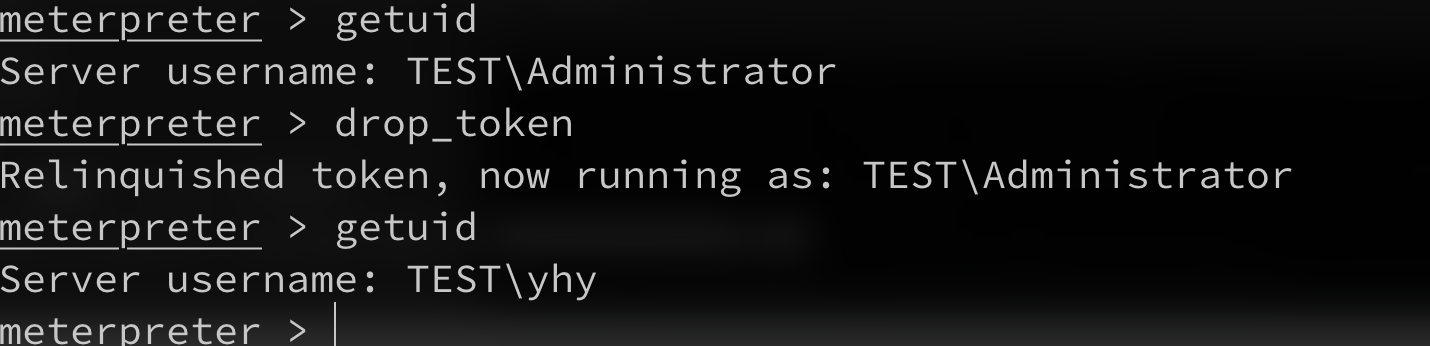 meterpreter > getuid
Server username: TEST\Administrator
meterpreter > drop_token
Relinquished token, now running as: TEST\Administrator
meterpreter > getuid
Server username: TEST\yhy
meterpreter >